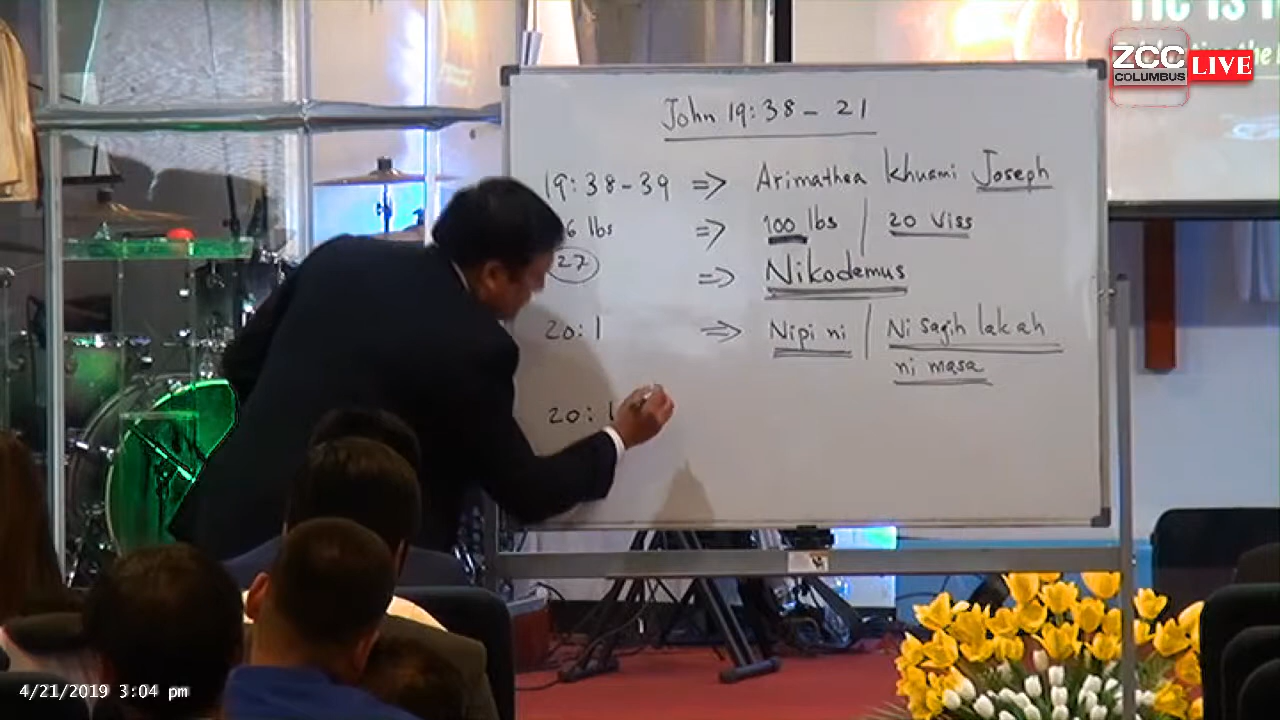 He is
ZCC
COLUMBUS
LIVE
John 19:38 - 21
19:38-39 => Arimathea khuami Joseph
6 lbs => 100 lbs / 20 viss
27 => Nikodemus
20:1 => Nipi ni / Ni sagih lakah
ni masa
20:1
4/21/2019 3:04 pm